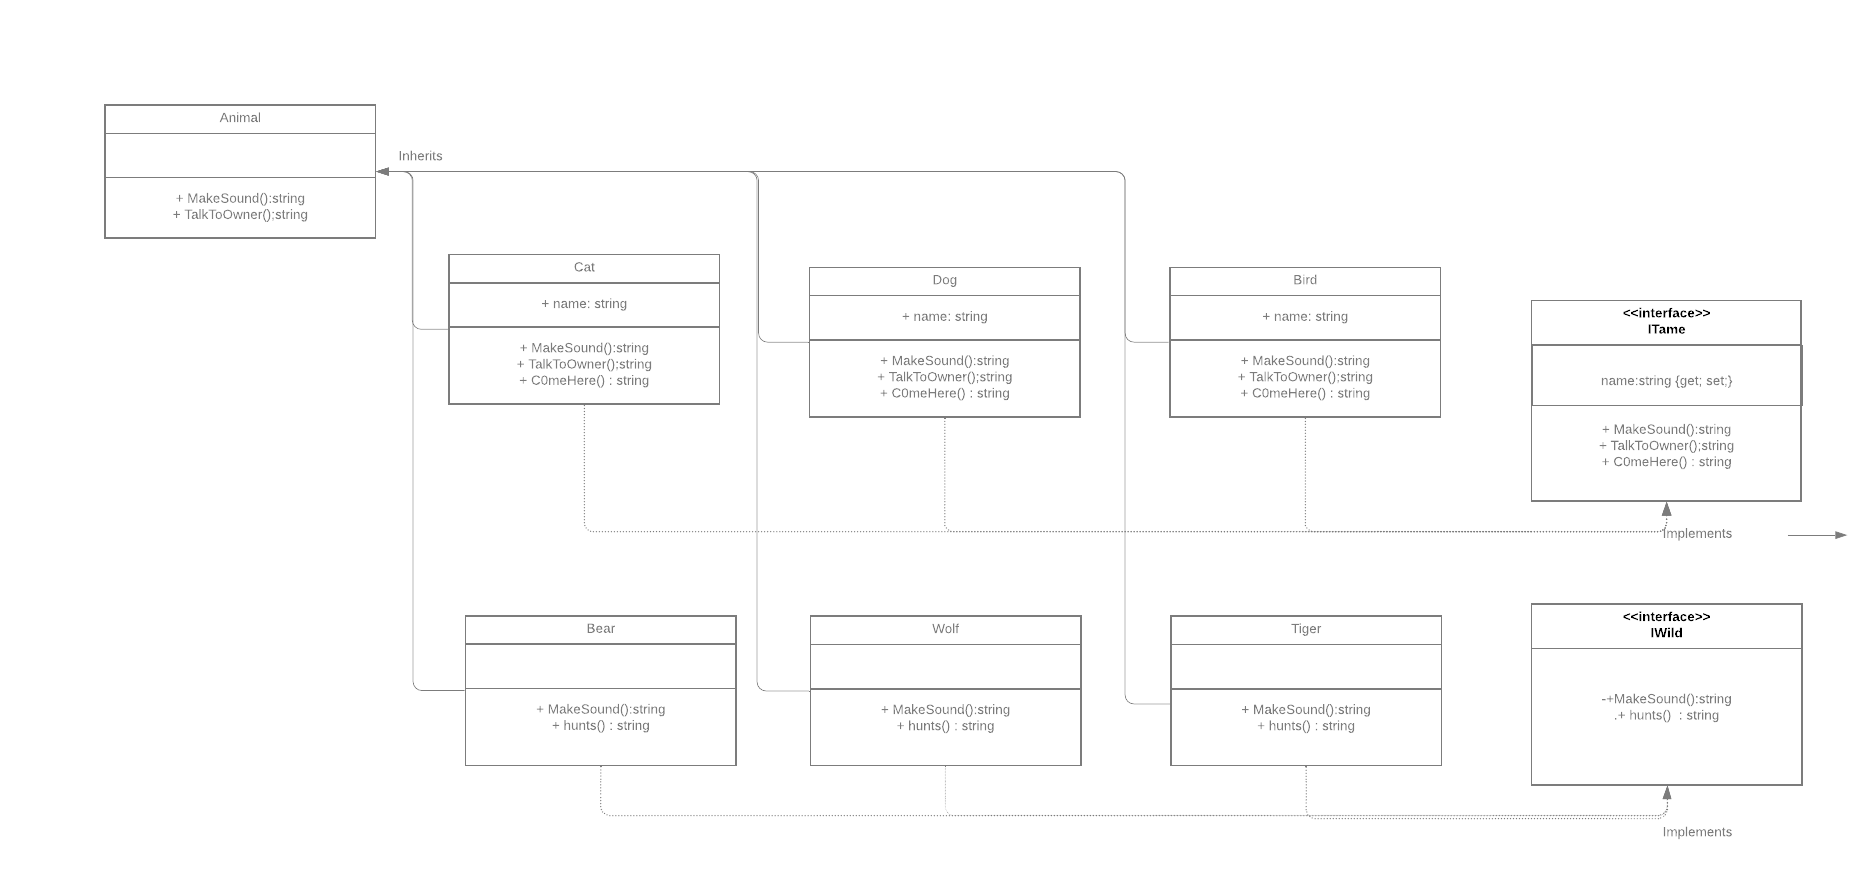 Animal
Inherits
+ MakeSound():string
+ TalkToOwner();string
Cat
+ name: string
+ MakeSound():string
+ TalkToOwner();string
+ C0meHere() : string
Dog
+ name: string
+ MakeSound():string
+ TalkToOwner();string
+ C0meHere() : string
Bird
+ name: string
+ MakeSound():string
+ TalkToOwner();string
+ C0meHere() : string
<<interface>>
ITame
name:string {get; set;}
+ MakeSound():string
+ TalkToOwner();string
+ C0meHere() : string
Implements
Bear
+ MakeSound():string
+ hunts() : string
Wolf
+ MakeSound():string
+ hunts() : string
Tiger
+ MakeSound():string
+ hunts() : string
<<interface>>
IWild
-+MakeSound():string
.+ hunts()  : string
Implements